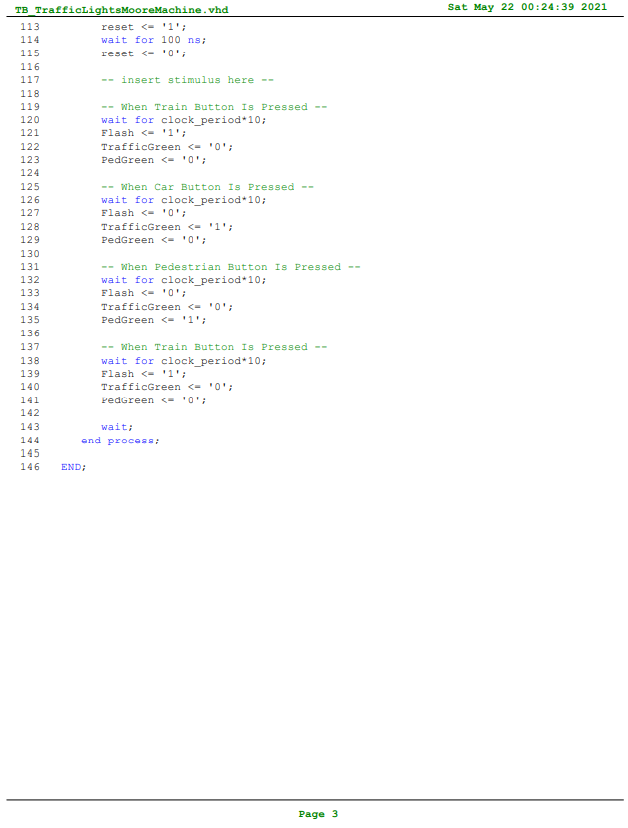 TB_TrafficLightsMooreMachine.vhd Sat May 22 00:24:39 2021
113 reset <= '1';
114 wait for 100 ns;
115 reset <= '0';
116
117 -- insert stimulus here --
118
119 -- When Train Button Is Pressed --
120 wait for clock_period*10;
121 Flash <= '1';
122 TrafficGreen <= '0';
123 PedGreen <= '0';
124
125 -- When Car Button Is Pressed --
126 wait for clock_period*10;
127 Flash <= '0';
128 TrafficGreen <= '1';
129 PedGreen <= '0';
130
131 -- When Pedestrian Button Is Pressed --
132 wait for clock_period*10;
133 Flash <= '0';
134 TrafficGreen <= '0';
135 PedGreen <= '1';
136
137 -- When Train Button Is Pressed --
138 wait for clock_period*10;
139 Flash <= '1';
140 TrafficGreen <= '0';
141 PedGreen <= '0';
142
143 wait;
144 end process;
145
146 END;
Page 3